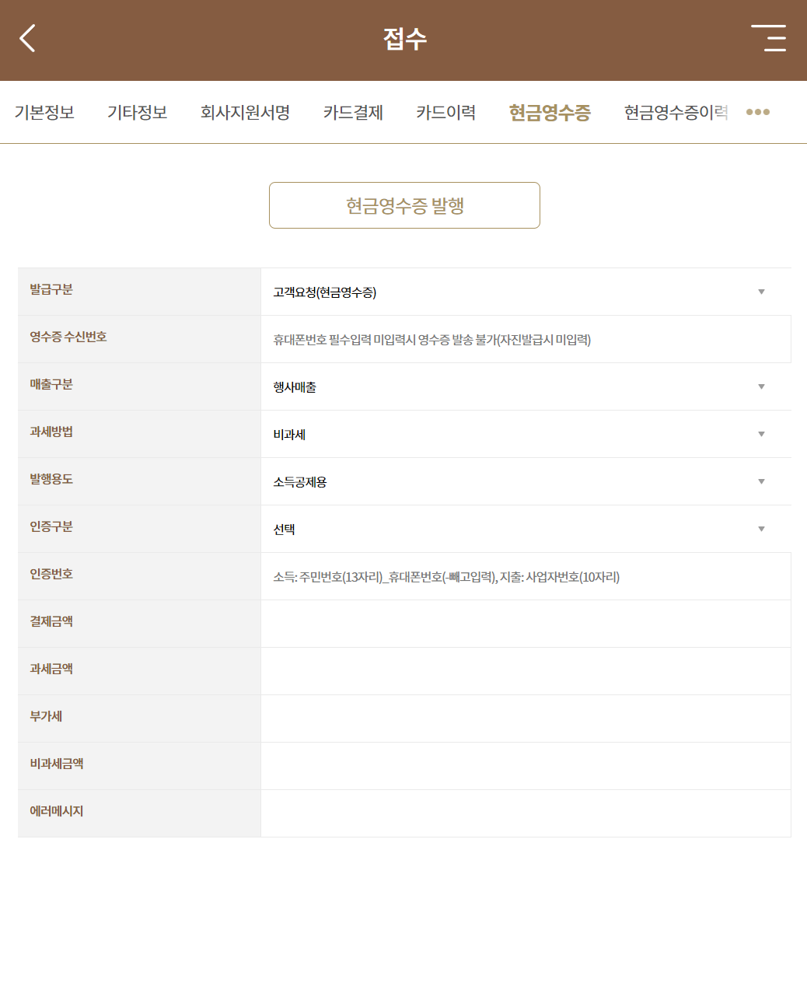 접수
기본정보 기타정보 회사지원서명 카드결제 카드이력 현금영수증 현금영수증이력
현금영수증 발행
발급구분 고객요청(현금영수증)
영수증 수신번호 휴대폰번호 필수입력 미입력시 영수증 발송 불가(자진발급시 미입력)
매출구분 행사매출
과세방법 비과세
발행용도 소득공제용
인증구분 선택
인증번호 소득: 주민번호(13자리)_휴대폰번호(-빼고입력), 지출: 사업자번호(10자리)
결제금액
과세금액
부가세
비과세금액
에러메시지